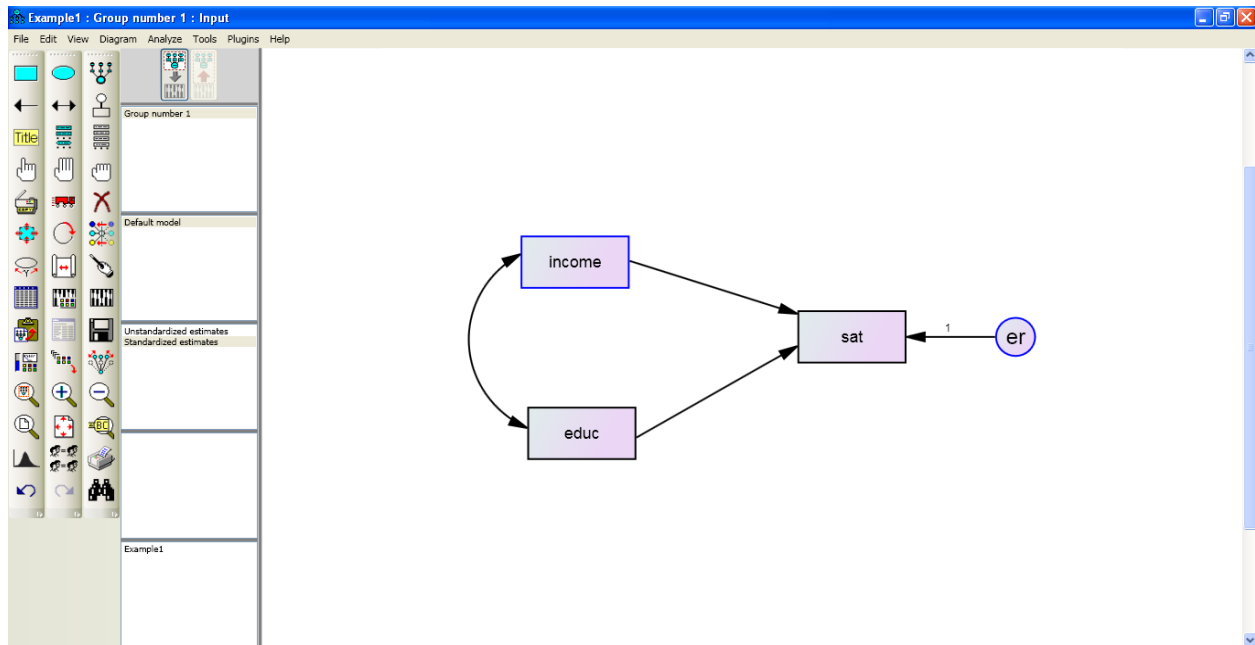 Example1 : Group number 1 : Input
File Edit View Diagram Analyze Tools Plugins Help
Title
Group number 1
Default model
Unstandardized estimates
Standardized estimates
Example1
income
educ
sat
1
er